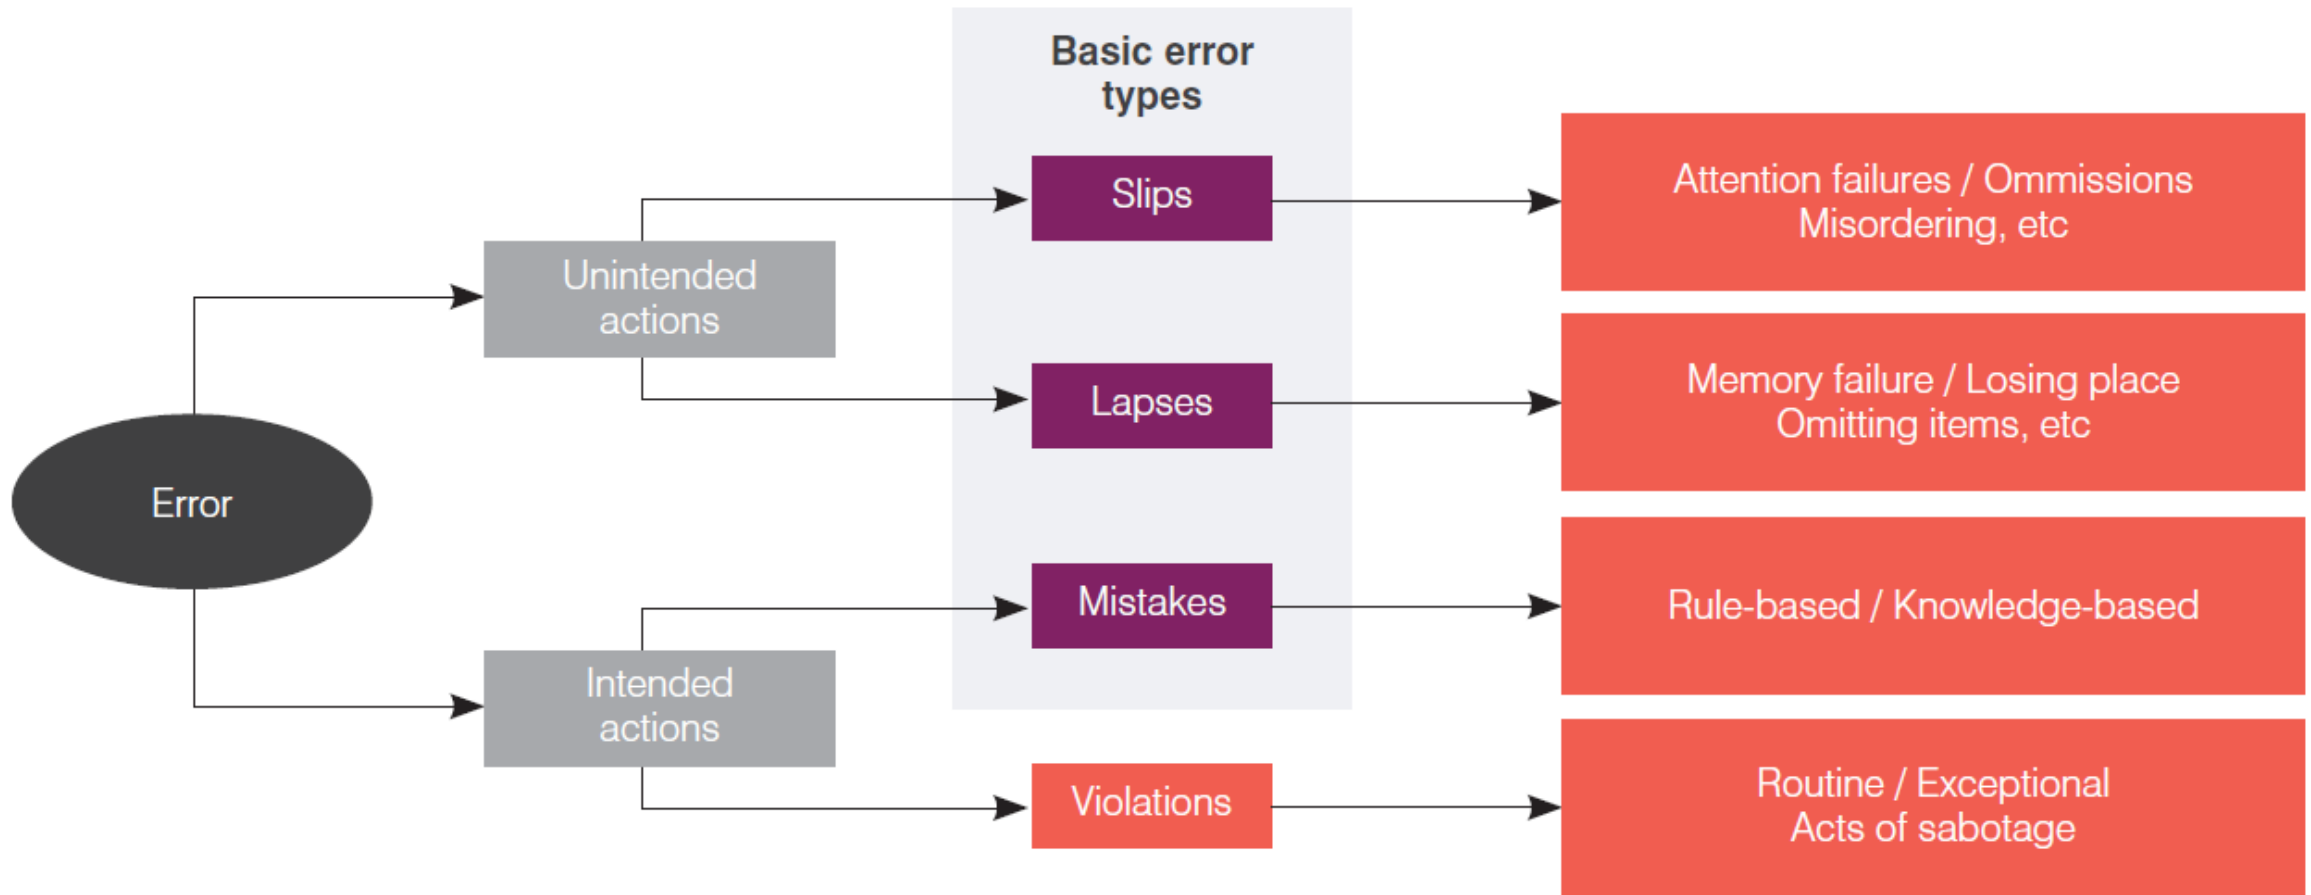 Basic error
types
Slips
Attention failures / Ommissions
Misordering, etc
Unintended
actions
Lapses
Memory failure / Losing place
Omitting items, etc
Error
Mistakes
Rule-based / Knowledge-based
Intended
actions
Violations
Routine / Exceptional
Acts of sabotage